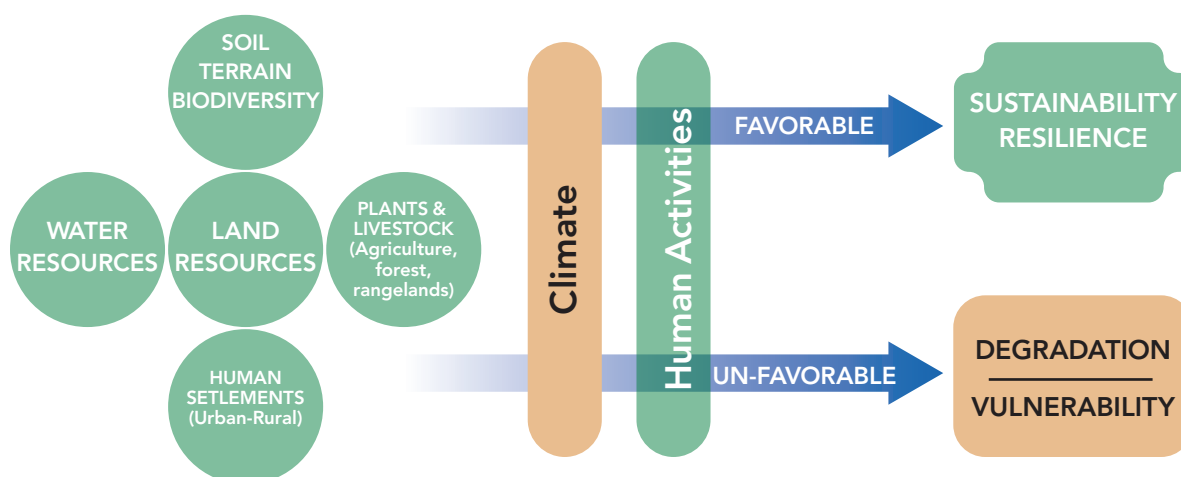 SOIL
TERRAIN
BIODIVERSITY
WATER
RESOURCES
LAND
RESOURCES
PLANTS &
LIVESTOCK
(Agriculture,
forest,
rangelands)
HUMAN
SETLEMENTS
(Urban-Rural)
Climate
Human Activities
FAVORABLE
UN-FAVORABLE
SUSTAINABILITY
RESILIENCE
DEGRADATION
VULNERABILITY